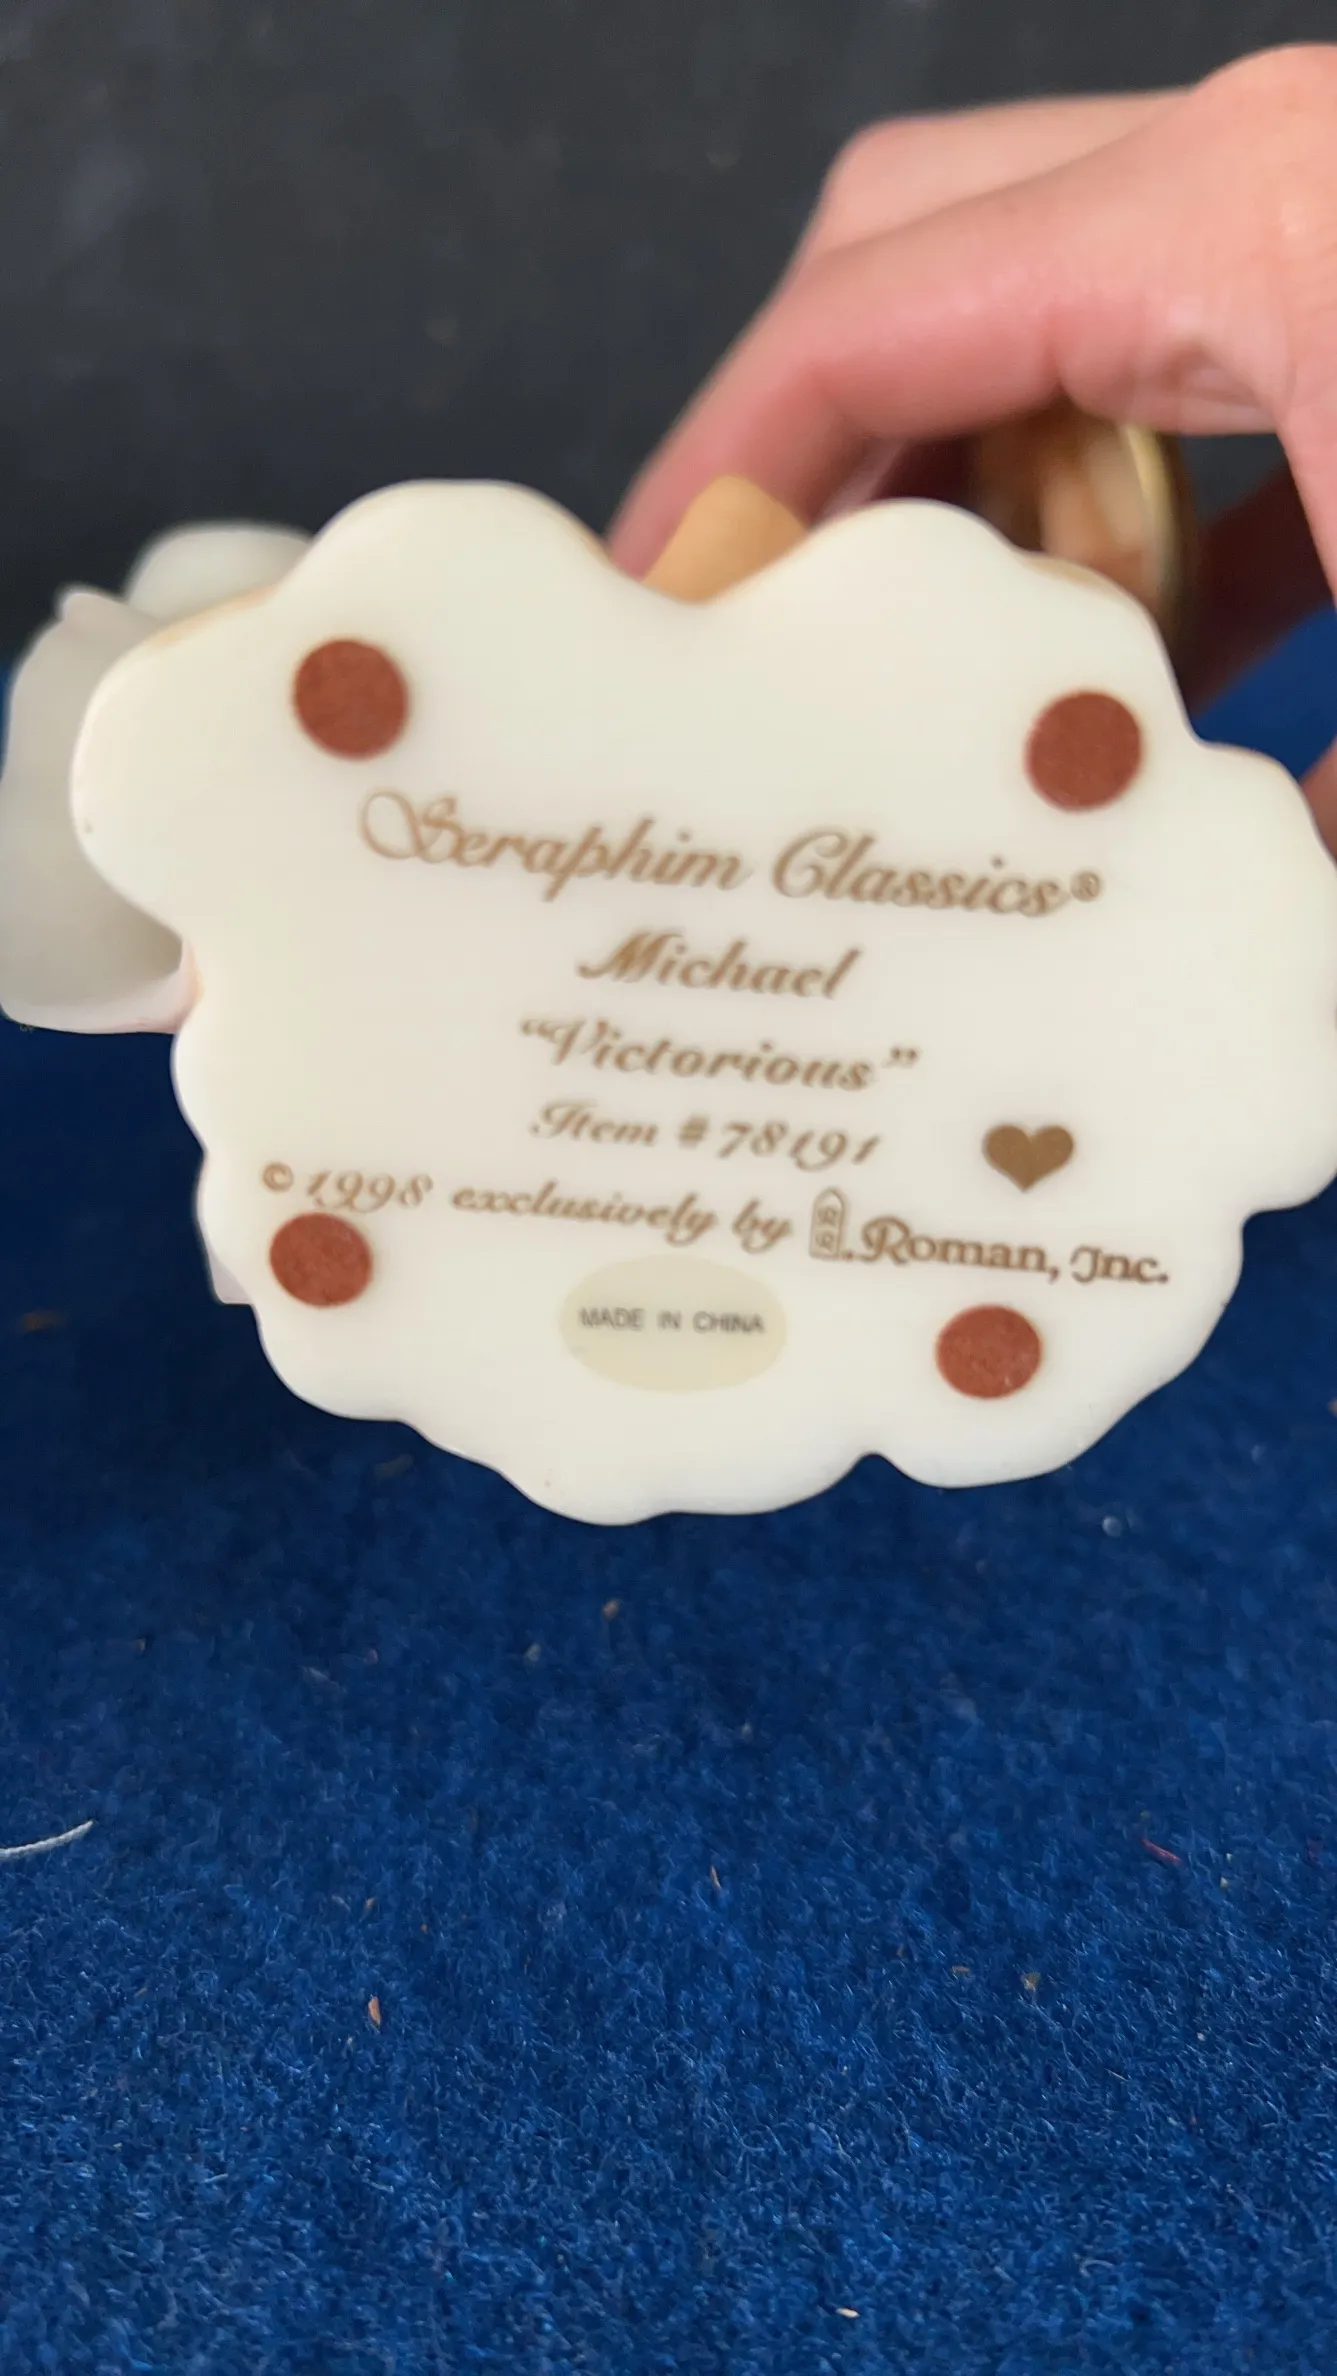 Seraphim Classics®
Michael
“Victorious”
Item # 78191
© 1998 exclusively by R.Roman, Inc.
MADE IN CHINA